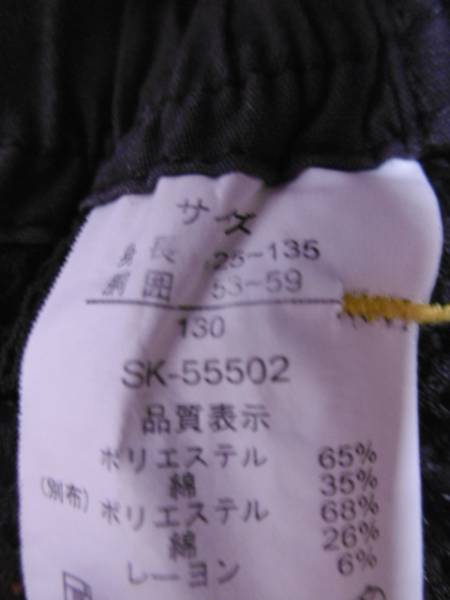 サイズ
身長 125~135
胴囲 53~59
130
SK-55502
品質表示
ポリエステル 65%
綿 35%
(別布) ポリエステル 68%
綿 26%
レーヨン 6%